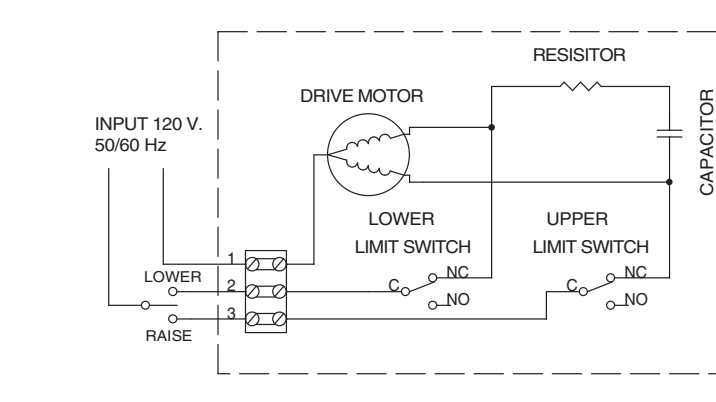 RESISITOR
DRIVE MOTOR
CAPACITOR
INPUT 120 V.
50/60 Hz
LOWER
LIMIT SWITCH
UPPER
LIMIT SWITCH
1
LOWER
2
C
NC
NO
C
NC
NO
3
RAISE